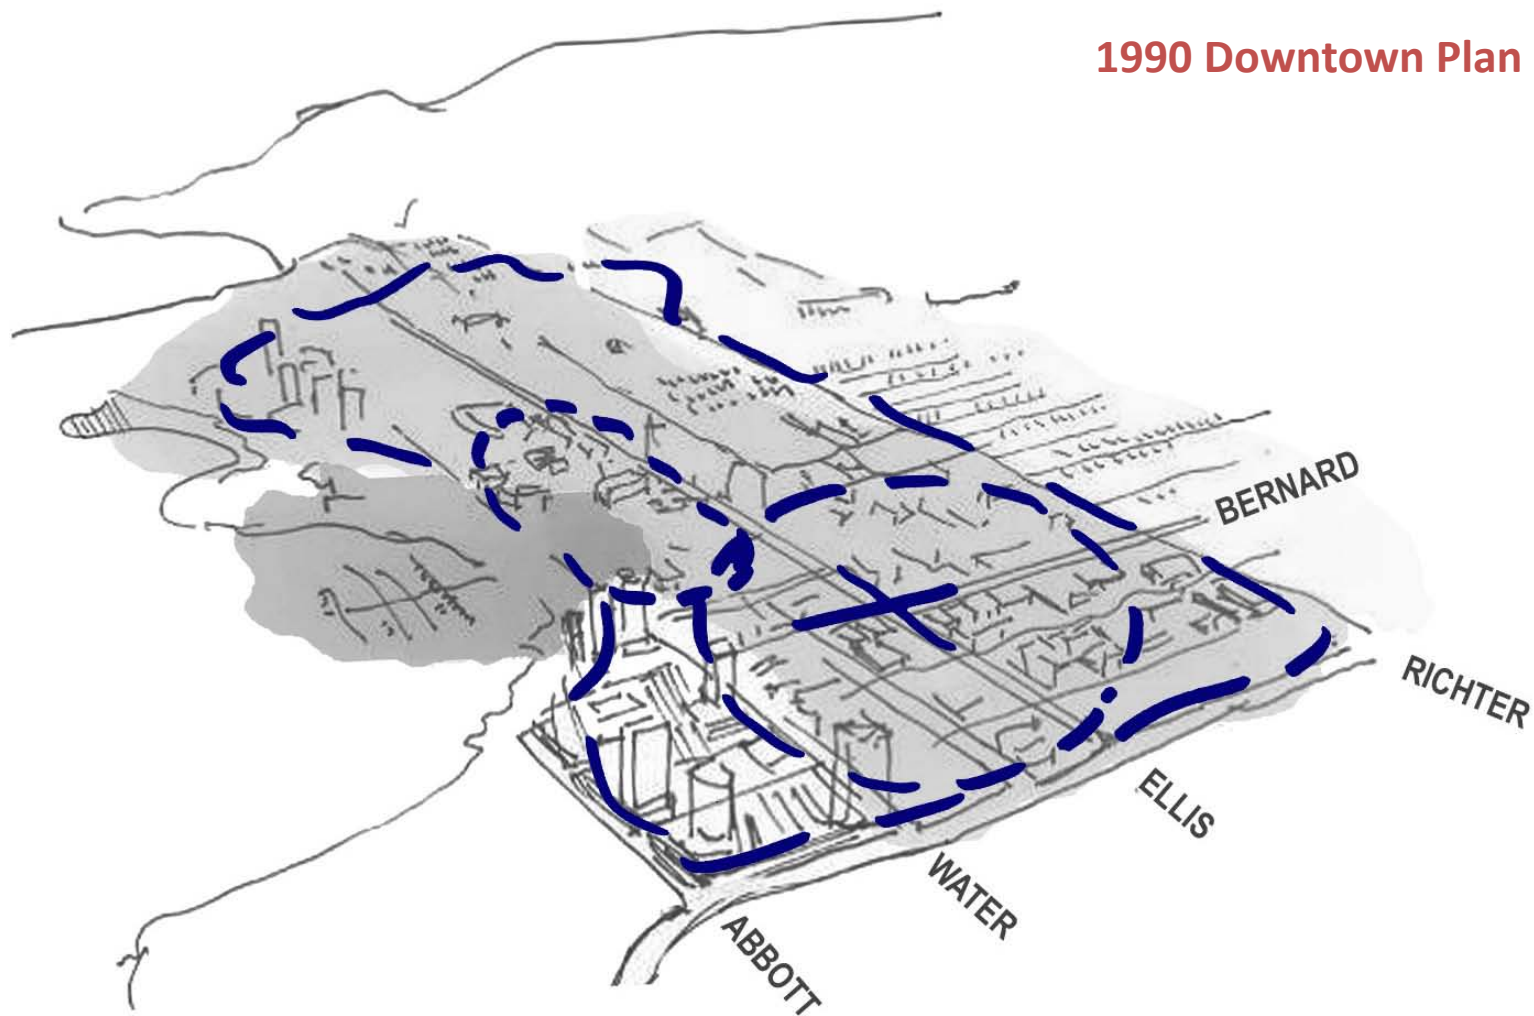 1990 Downtown Plan
BERNARD
RICHTER
ELLIS
WATER
ABBOTT